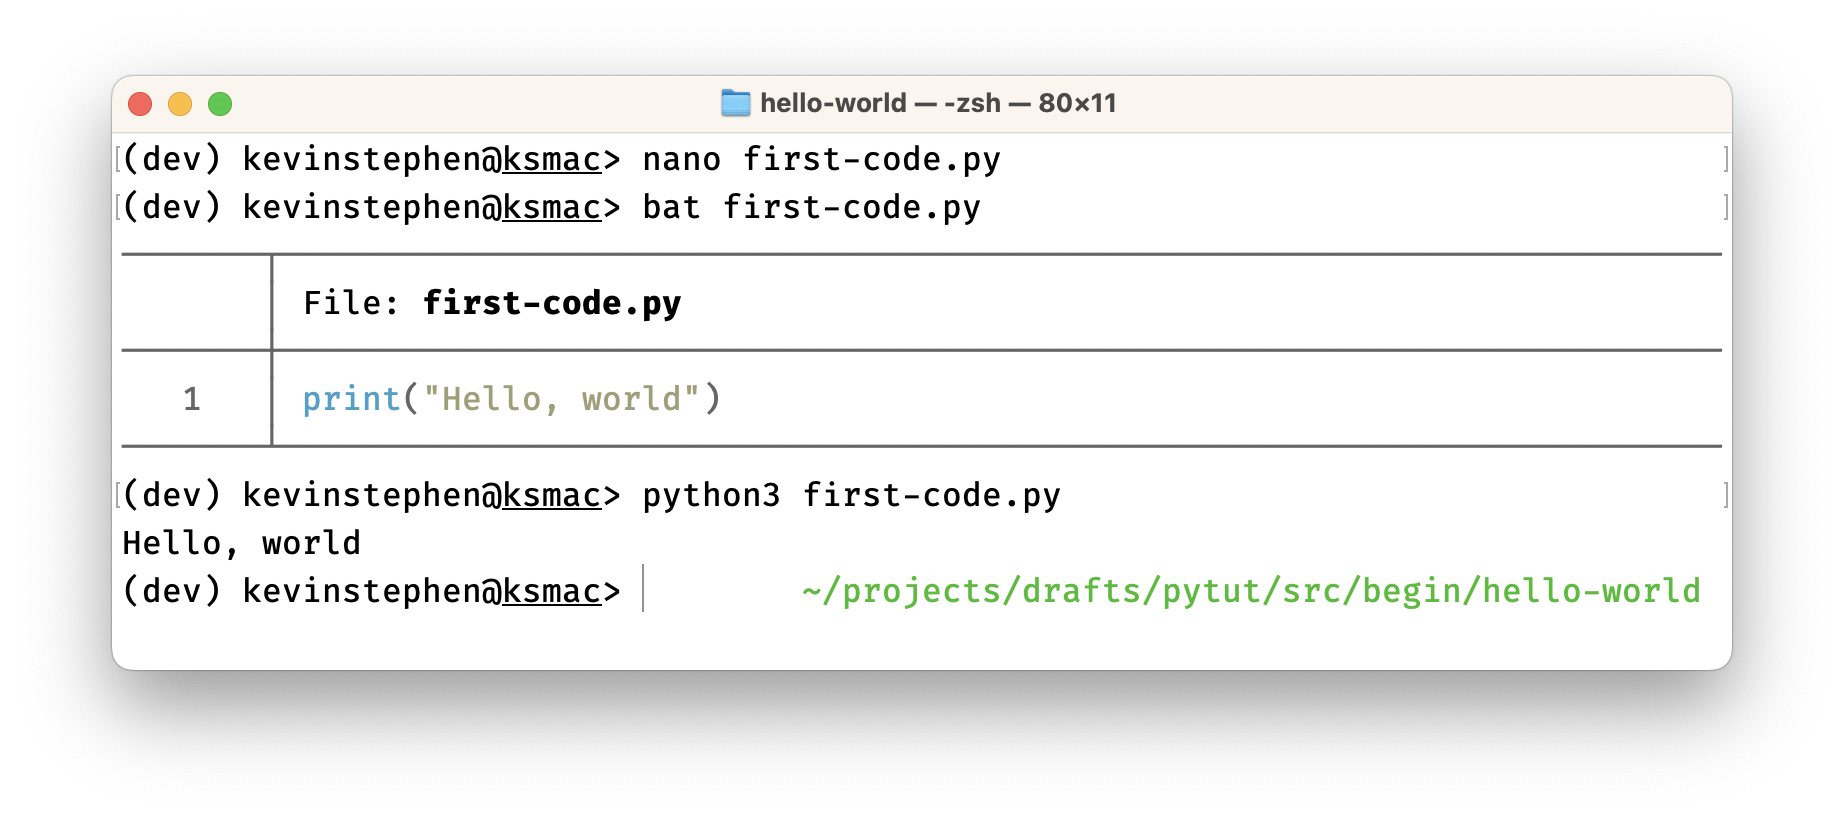 hello-world — -zsh — 80×11
(dev) kevinstephen@ksmac> nano first-code.py
(dev) kevinstephen@ksmac> bat first-code.py
File: first-code.py
1 print("Hello, world")
(dev) kevinstephen@ksmac> python3 first-code.py
Hello, world
(dev) kevinstephen@ksmac> ~/projects/drafts/pytut/src/begin/hello-world